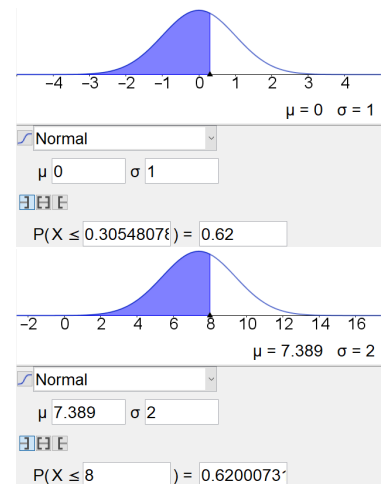 −4 −3 −2 −1 0 1 2 3 4
μ = 0 σ = 1
Normal
μ 0 σ 1
P(X ≤ 0.30548078) = 0.62
−2 0 2 4 6 8 10 12 14 16
μ = 7.389 σ = 2
Normal
μ 7.389 σ 2
P(X ≤ 8) = 0.6200073